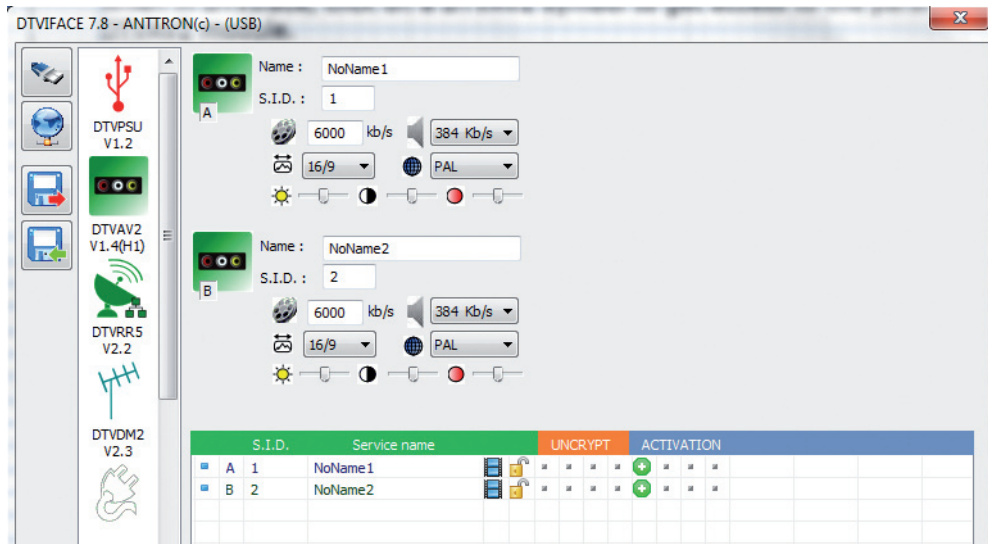 DTVIFACE 7.8 - ANTTRON(c) - (USB)
DTVPSU
V1.2
DTVAV2
V1.4(H1)
DTVRR5
V2.2
DTVDM2
V2.3
A
Name : NoName1
S.I.D. : 1
6000 kb/s 384 Kb/s
16/9 PAL
B
Name : NoName2
S.I.D. : 2
6000 kb/s 384 Kb/s
16/9 PAL
S.I.D. Service name UNCRYPT ACTIVATION
A 1 NoName1
B 2 NoName2